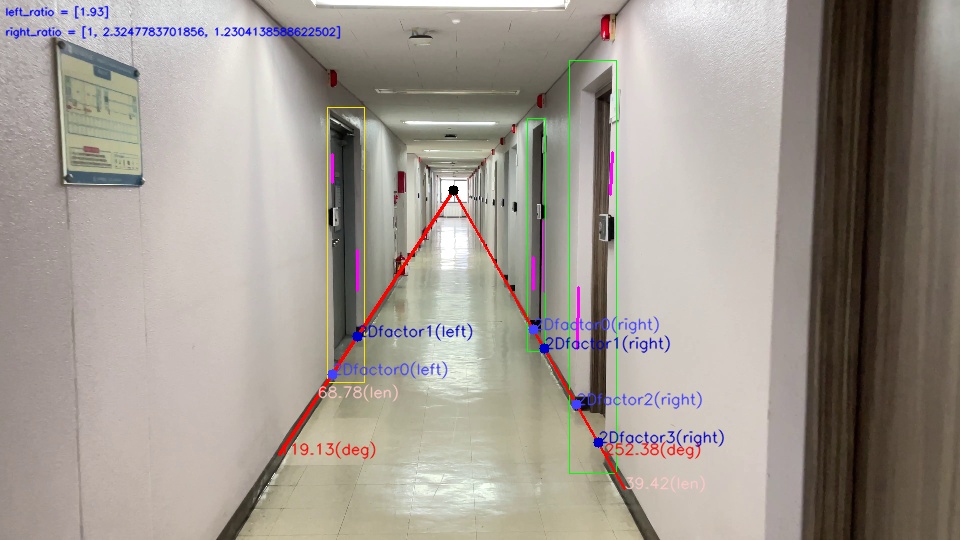 left_ratio = [1.93]
right_ratio = [1, 2.3247783701856, 1.2304138588622502]
2Dfactor0(right)
2Dfactor1(left)
2Dfactor1(right)
2Dfactor0(left)
68.78(len)
2Dfactor2(right)
2Dfactor3(right)
19.13(deg)
252.38(deg)
39.42(len)